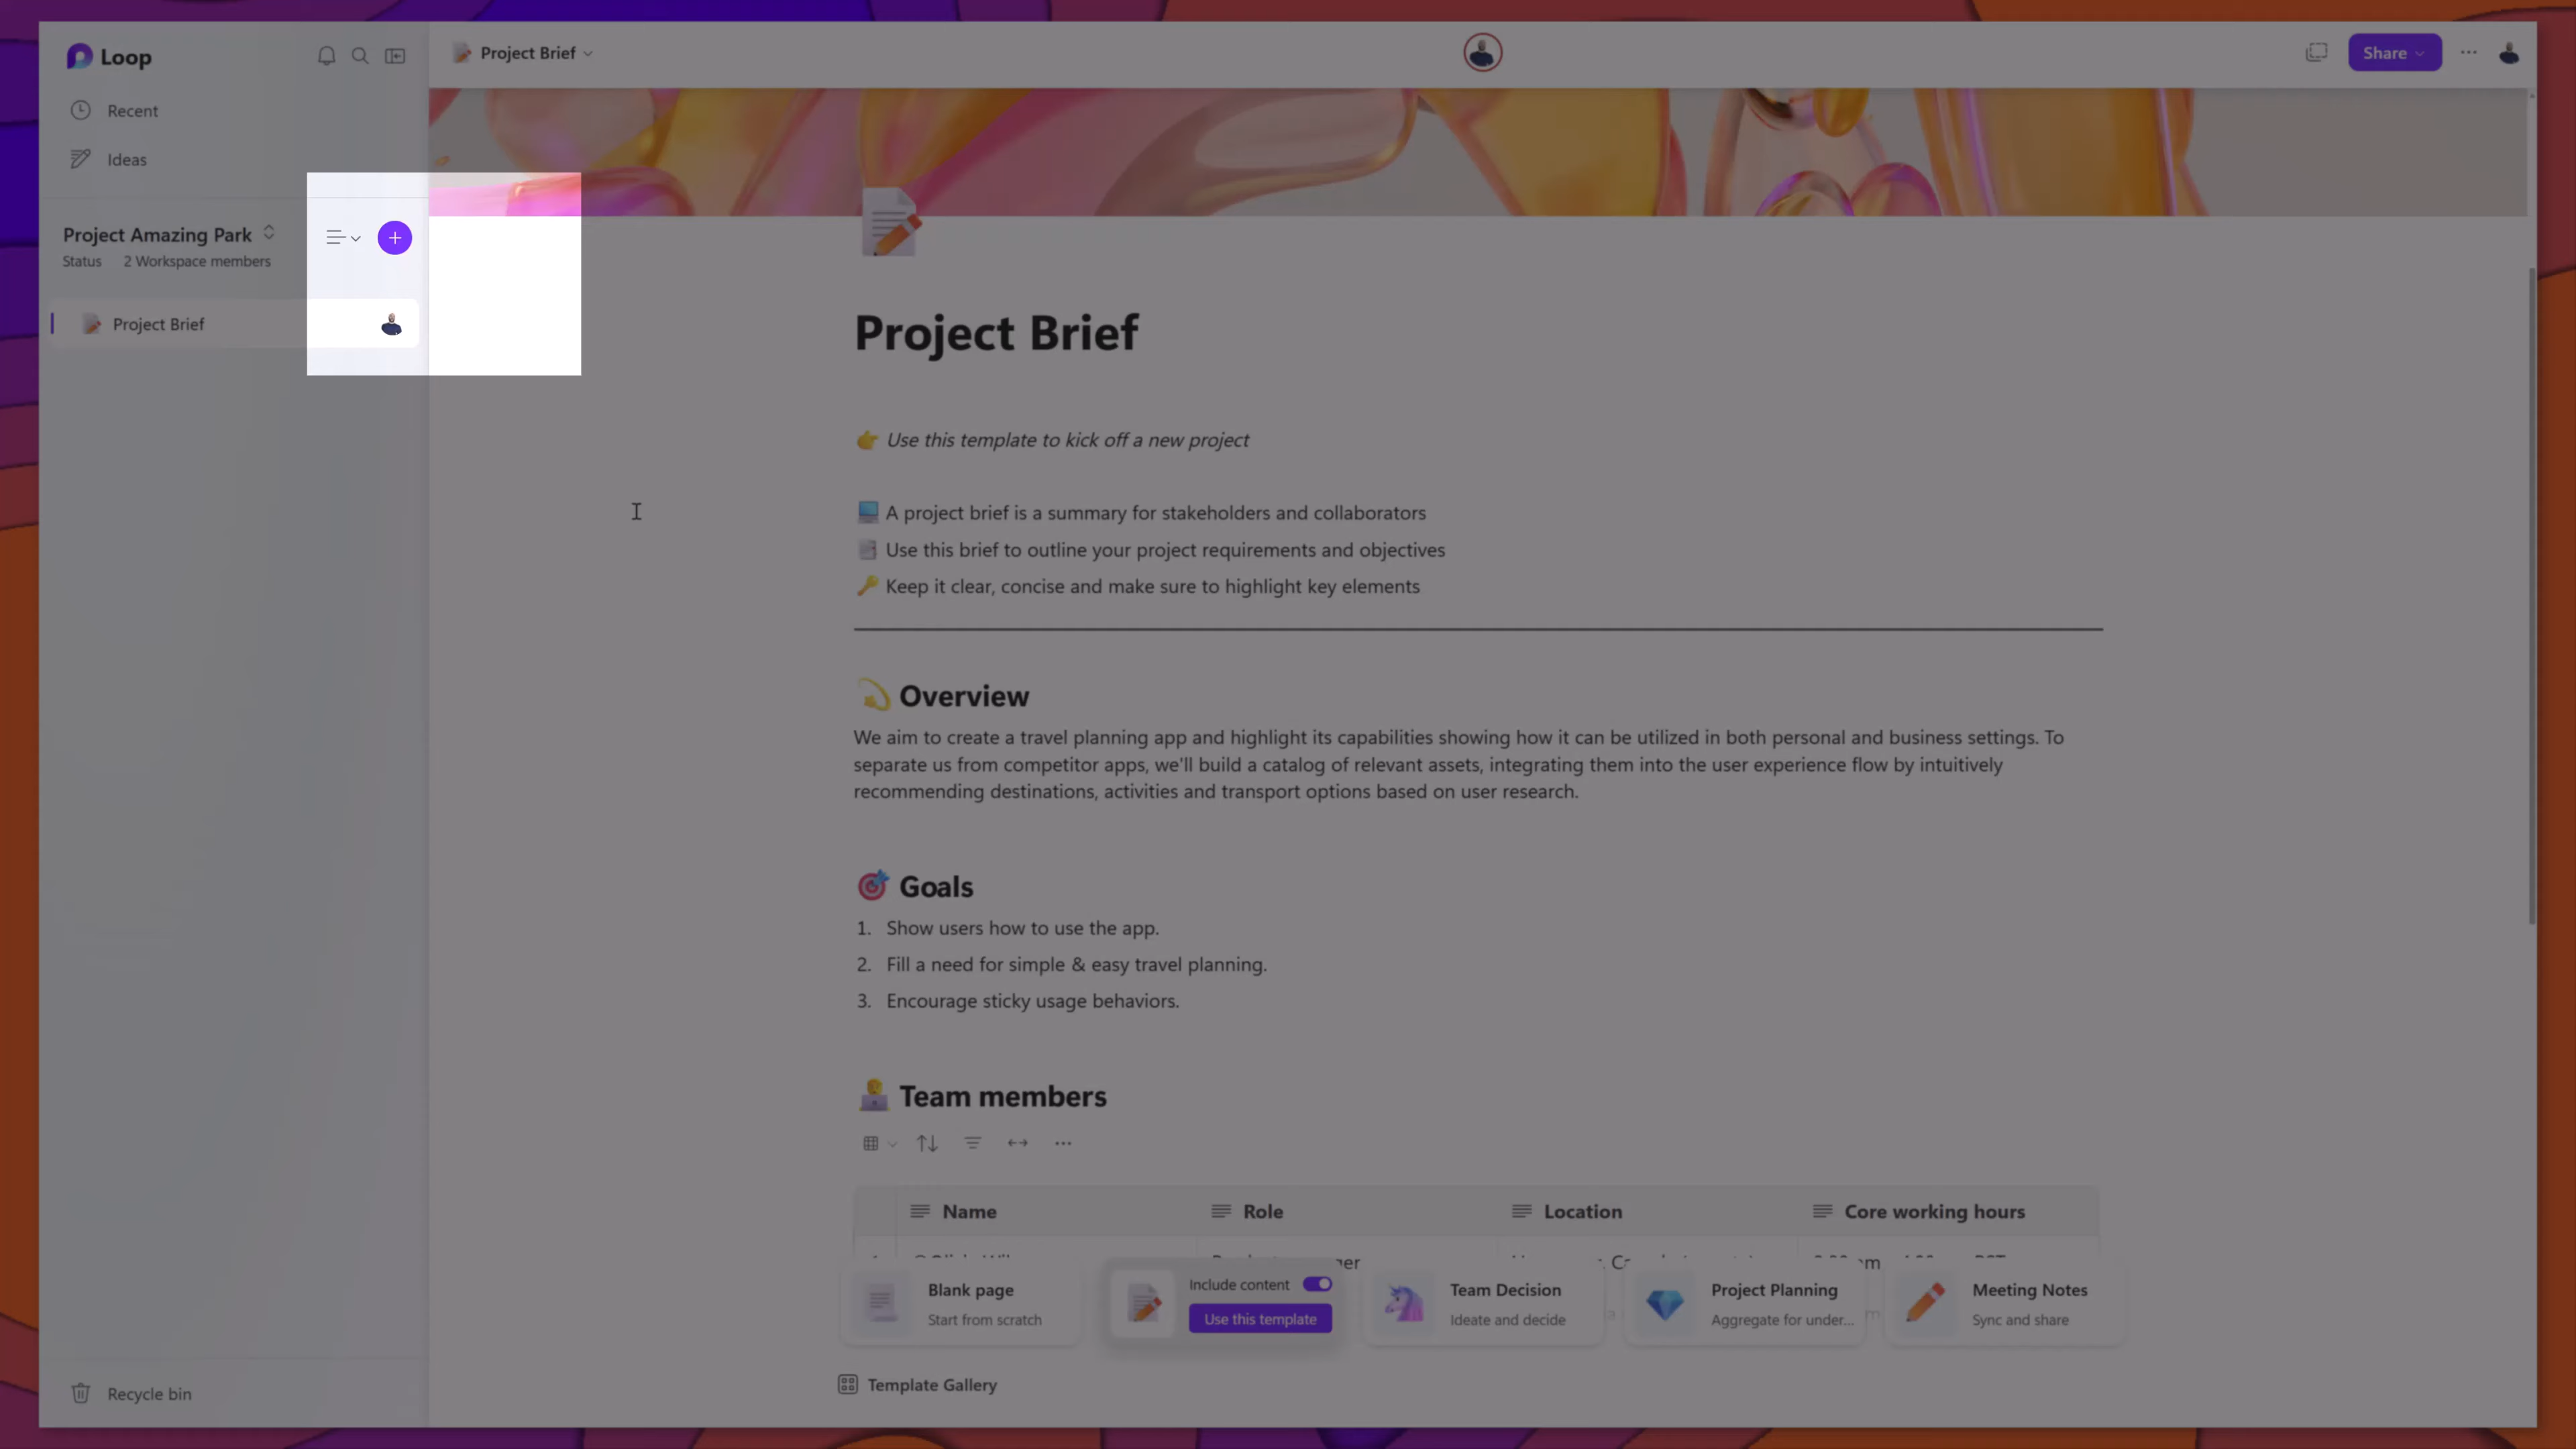 Loop
Recent
Ideas
Project Amazing Park
Status 2 Workspace members
Project Brief
Recycle bin
Project Brief
Share
Project Brief
Use this template to kick off a new project
A project brief is a summary for stakeholders and collaborators
Use this brief to outline your project requirements and objectives
Keep it clear, concise and make sure to highlight key elements
Overview
We aim to create a travel planning app and highlight its capabilities showing how it can be utilized in both personal and business settings. To
separate us from competitor apps, we'll build a catalog of relevant assets, integrating them into the user experience flow by intuitively
recommending destinations, activities and transport options based on user research.
Goals
1. Show users how to use the app.
2. Fill a need for simple & easy travel planning.
3. Encourage sticky usage behaviors.
Team members
Name Role Location Core working hours
Blank page
Start from scratch
Include content
Use this template
Team Decision
Ideate and decide
Project Planning
Aggregate for under...
Meeting Notes
Sync and share
Template Gallery